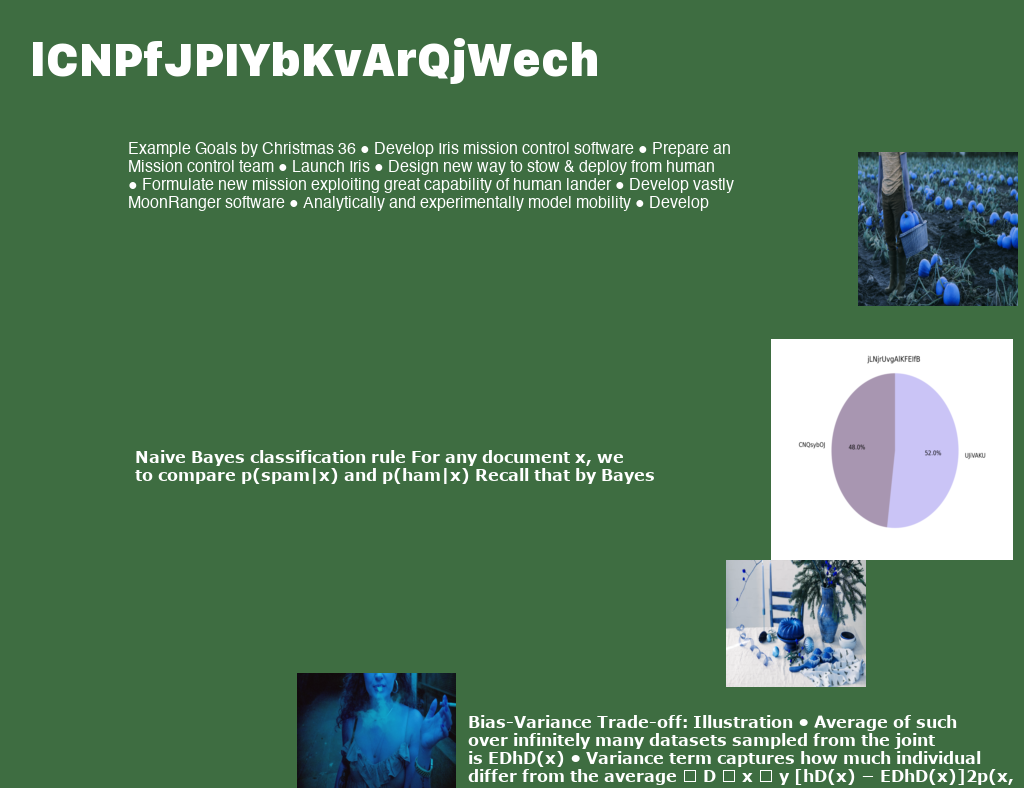 lCNPfJPIYbKvArQjWech
Example Goals by Christmas 36 ● Develop Iris mission control software ● Prepare an
Mission control team ● Launch Iris ● Design new way to stow & deploy from human
● Formulate new mission exploiting great capability of human lander ● Develop vastly
MoonRanger software ● Analytically and experimentally model mobility ● Develop
jLNjrUvgAlKFEIfB
CNQsybOJ
48.0%
52.0%
UJiVAKU
Naive Bayes classification rule For any document x, we
to compare p(spam|x) and p(ham|x) Recall that by Bayes
Bias-Variance Trade-off: Illustration ● Average of such
over infinitely many datasets sampled from the joint
is EDhD(x) ● Variance term captures how much individual
differ from the average □ D □ x □ y [hD(x) − EDhD(x)]2p(x,